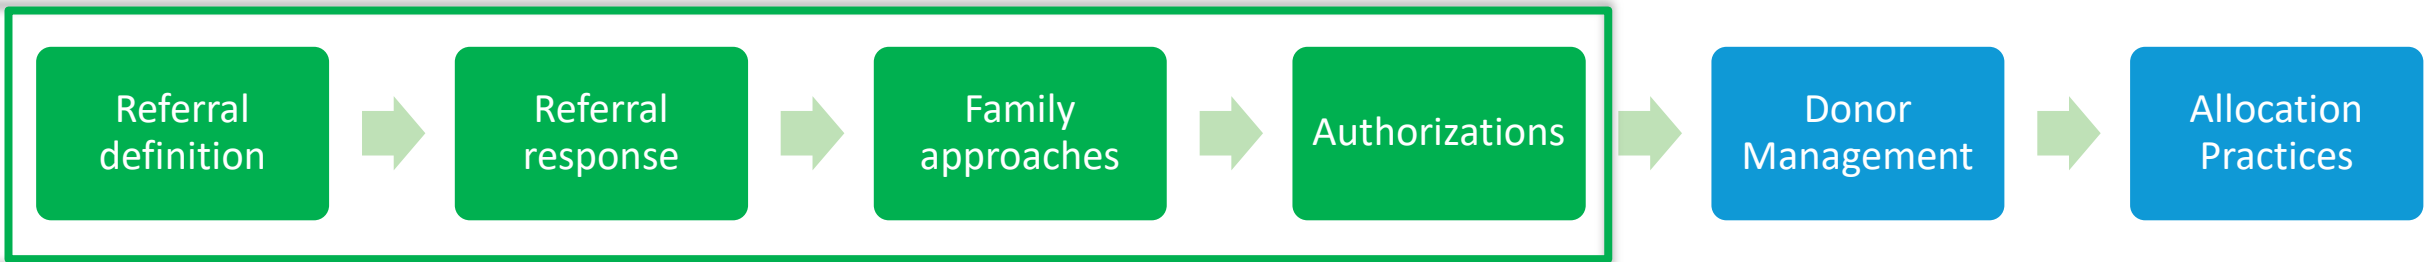 Referral
definition
Referral
response
Family
approaches
Authorizations
Donor
Management
Allocation
Practices